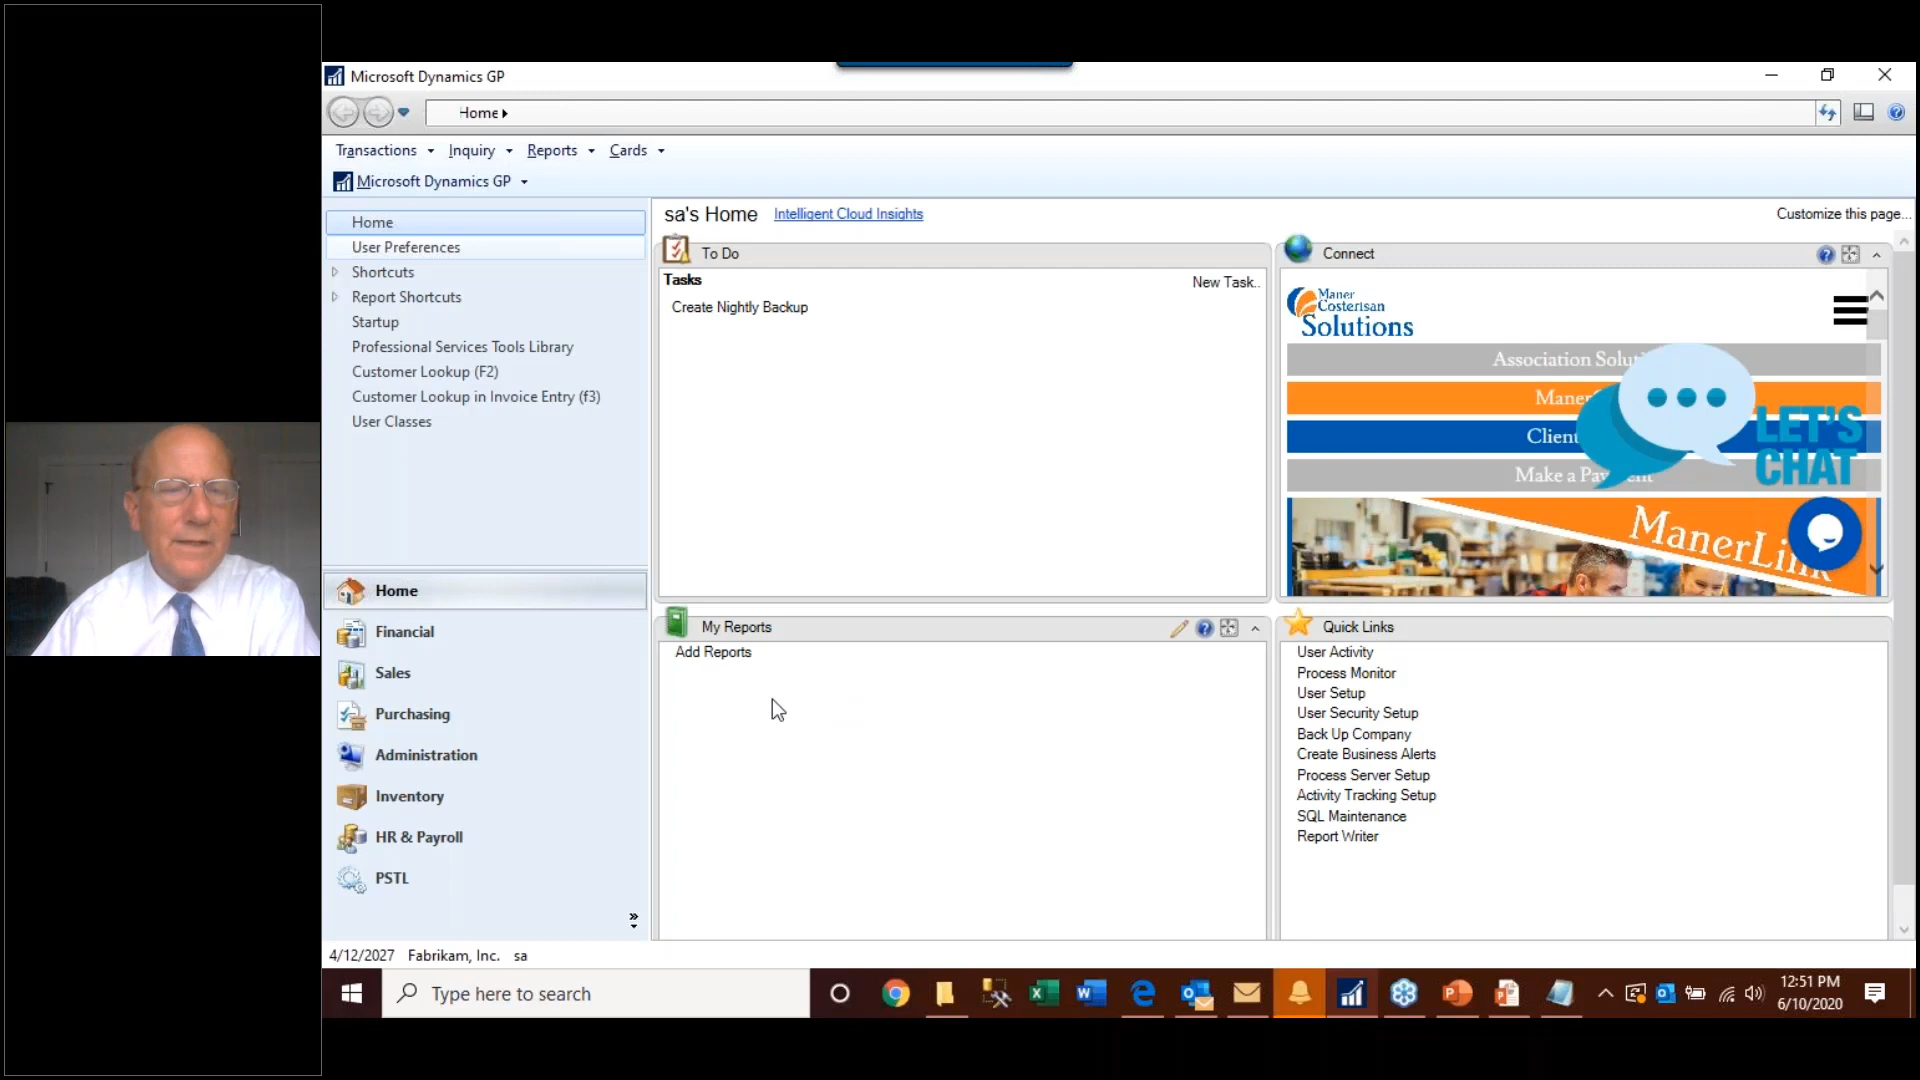 Microsoft Dynamics GP
Home
Transactions Inquiry Reports Cards
Microsoft Dynamics GP
Home
User Preferences
Shortcuts
Report Shortcuts
Startup
Professional Services Tools Library
Customer Lookup (F2)
Customer Lookup in Invoice Entry (f3)
User Classes
Home
Financial
Sales
Purchasing
Administration
Inventory
HR & Payroll
PSTL
sa's Home Intelligent Cloud Insights
Customize this page...
To Do
Tasks New Task..
Create Nightly Backup
Connect
Maner
Costerisan
Solutions
Association
Client
Make a
LET'S
CHAT
My Reports
Add Reports
Quick Links
User Activity
Process Monitor
User Setup
User Security Setup
Back Up Company
Create Business Alerts
Process Server Setup
Activity Tracking Setup
SQL Maintenance
Report Writer
4/12/2027 Fabrikam, Inc. sa
Type here to search
12:51 PM
6/10/2020